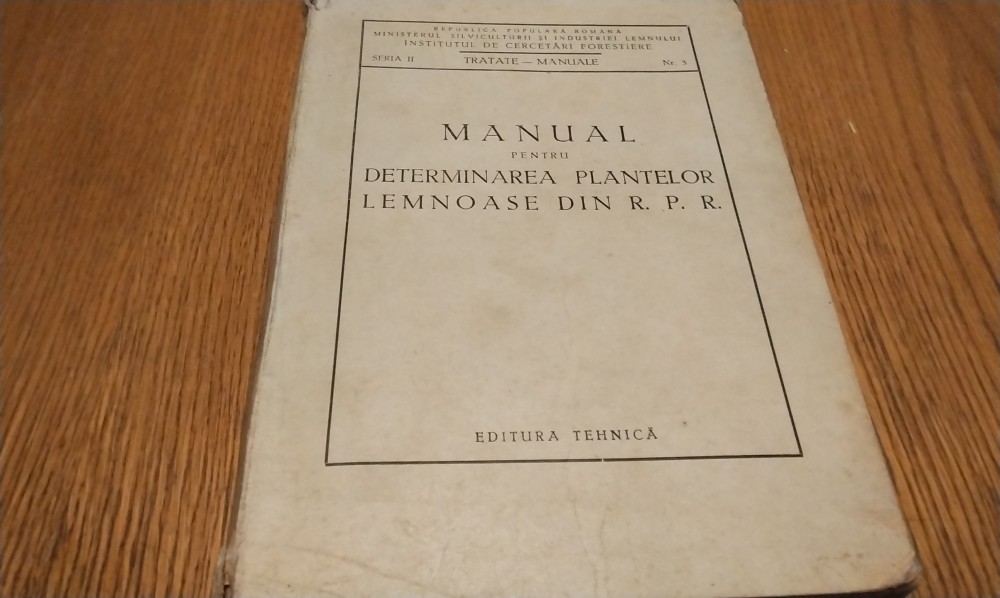 REPUBLICA POPULARĂ ROMÂNĂ
MINISTERUL SILVICULTURII ȘI INDUSTRIEI LEMNULUI
INSTITUTUL DE CERCETĂRI FORESTIERE
SERIA II TRATATE — MANUALE Nr. 5
MANUAL
PENTRU
DETERMINAREA PLANTELOR
LEMNOASE DIN R. P. R.
EDITURA TEHNICĂ